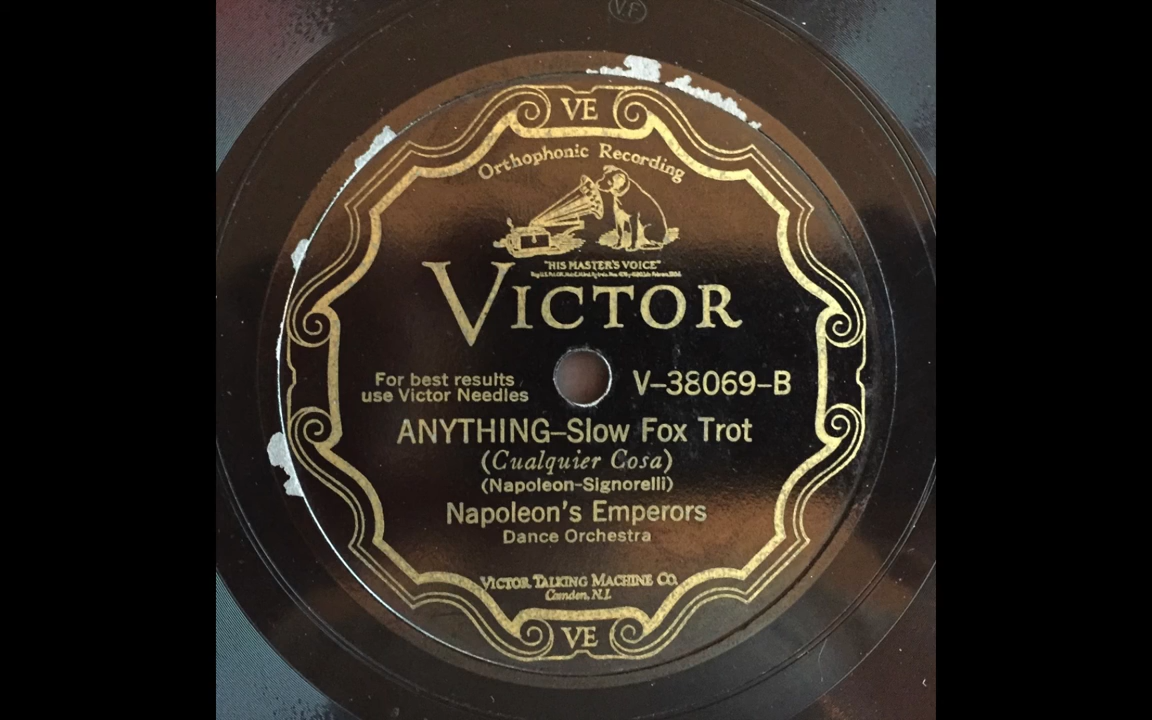 V.F
VE
Orthophonic Recording
"HIS MASTER'S VOICE"
VICTOR
For best results
use Victor Needles
V-38069-B
ANYTHING-Slow Fox Trot
(Cualquier Cosa)
(Napoleon-Signorelli)
Napoleon's Emperors
Dance Orchestra
VICTOR TALKING MACHINE CO.
Camden, N.J.
VE